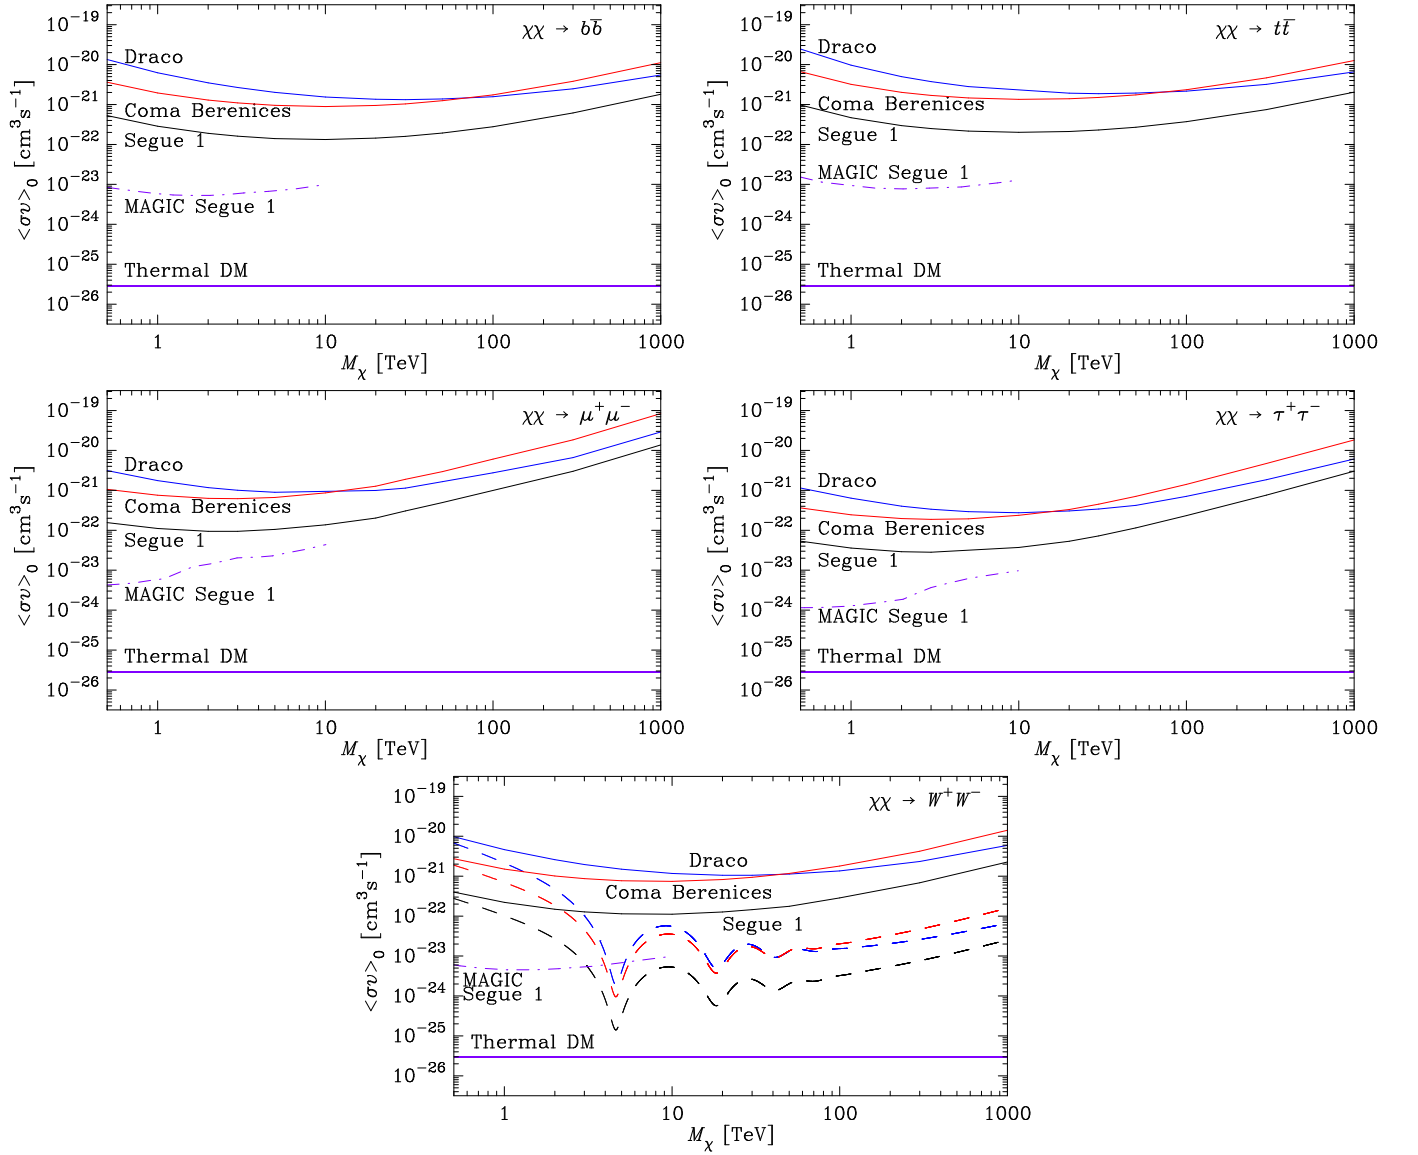 χχ → bb̅
10⁻¹⁹
10⁻²⁰
10⁻²¹
10⁻²²
10⁻²³
10⁻²⁴
10⁻²⁵
10⁻²⁶
<σv>₀ [cm³s⁻¹]
Draco
Coma Berenices
Segue 1
MAGIC Segue 1
Thermal DM
1 10 100 1000
Mᵪ [TeV]
χχ → tt̅
10⁻¹⁹
10⁻²⁰
10⁻²¹
10⁻²²
10⁻²³
10⁻²⁴
10⁻²⁵
10⁻²⁶
<σv>₀ [cm³s⁻¹]
Draco
Coma Berenices
Segue 1
MAGIC Segue 1
Thermal DM
1 10 100 1000
Mᵪ [TeV]
χχ → μ⁺μ⁻
10⁻¹⁹
10⁻²⁰
10⁻²¹
10⁻²²
10⁻²³
10⁻²⁴
10⁻²⁵
10⁻²⁶
<σv>₀ [cm³s⁻¹]
Draco
Coma Berenices
Segue 1
MAGIC Segue 1
Thermal DM
1 10 100 1000
Mᵪ [TeV]
χχ → τ⁺τ⁻
10⁻¹⁹
10⁻²⁰
10⁻²¹
10⁻²²
10⁻²³
10⁻²⁴
10⁻²⁵
10⁻²⁶
<σv>₀ [cm³s⁻¹]
Draco
Coma Berenices
Segue 1
MAGIC Segue 1
Thermal DM
1 10 100 1000
Mᵪ [TeV]
χχ → W⁺W⁻
10⁻¹⁹
10⁻²⁰
10⁻²¹
10⁻²²
10⁻²³
10⁻²⁴
10⁻²⁵
10⁻²⁶
<σv>₀ [cm³s⁻¹]
Draco
Coma Berenices
Segue 1
MAGIC
Segue 1
Thermal DM
1 10 100 1000
Mᵪ [TeV]